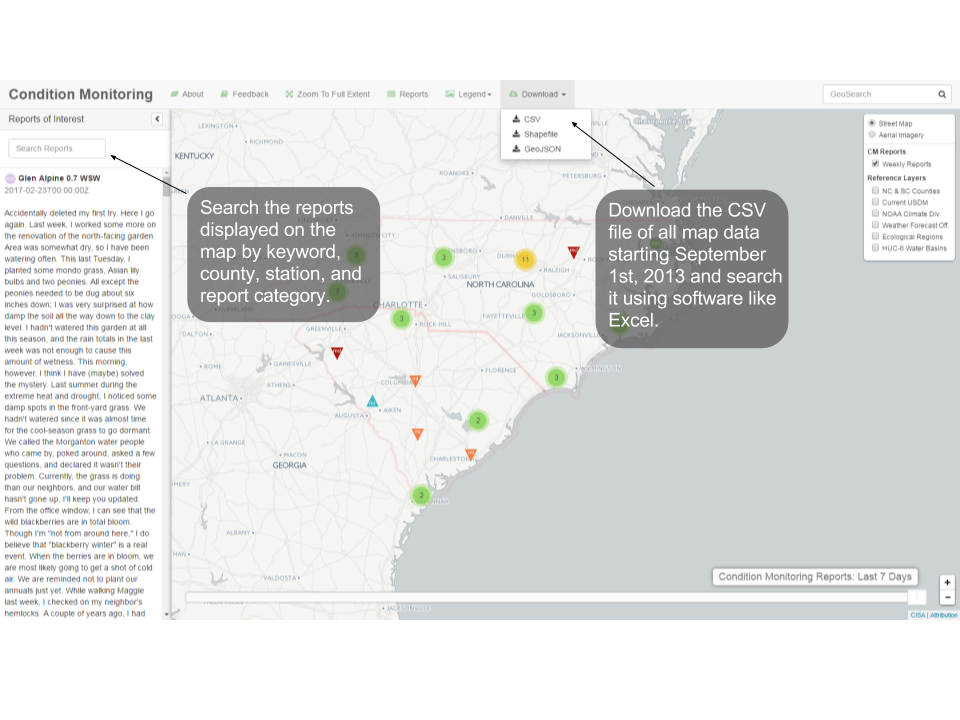 Condition Monitoring
About
Feedback
Zoom To Full Extent
Reports
Legend
Download
GeoSearch
Reports of Interest
Search Reports
Glen Alpine 0.7 WSW
2017-02-23T00:00:00Z
Accidentally deleted my first try. Here I go
again. Last week, I worked some more on
the renovation of the north-facing garden.
Area was somewhat dry, so I have been
watering often. This last Tuesday, I
planted some mondo grass, Asian lily
bulbs and two peonies. All except the
peonies needed to be dug about six
inches down; I was very surprised at how
damp the soil all the way down to the clay
level. I hadn't watered this garden at all
this season, and the rain totals in the last
week was not enough to cause this
amount of wetness. This morning,
however, I think I have (maybe) solved
the mystery. Last summer during the
extreme heat and drought, I noticed some
damp spots in the front-yard grass. We
hadn't watered since it was almost time
for the cool-season grass to go dormant.
We called the Morganton water people
who came by, poked around, asked a few
questions, and declared it wasn't their
problem. Currently, the grass is doing
than our neighbors, and our water bill
hasn't gone up. I'll keep you updated.
From the office window, I can see that the
wild blackberries are in total bloom.
Though I'm "not from around here," I do
believe that "blackberry winter" is a real
event. When the berries are in bloom, we
are most likely going to get a shot of cold
air. We are reminded not to plant our
annuals just yet. While walking Maggie
last week, I checked on my neighbor's
hemlocks. A couple of years ago, I had
CSV
Shapefile
GeoJSON
Search the reports
displayed on the
map by keyword,
county, station, and
report category.
Download the CSV
file of all map data
starting September
1st, 2013 and search
it using software like
Excel.
Street Map
Aerial Imagery
CM Reports
Weekly Reports
Reference Layers
NC & SC Counties
Current USDM
NOAA Climate Div.
Weather Forecast Off.
Ecological Regions
HUC-6 Water Basins
LEXINGTON
RICHMOND
KENTUCKY
ROANOKE
PETERSBURG
DANVILLE
3
11
RALEIGH
SALISBURY
NORTH CAROLINA
GOLDSBORO
CHARLOTTE
3
ROCK HILL
FAYETTEVILLE
3
GREENVILLE
JACKSONVILLE
DALTON
ROME
GAINESVILLE
ATHENS
FLORENCE
3
WILMINGTON
ATLANTA
AIKEN
AUGUSTA
2
LA GRANGE
MACON
GEORGIA
CHARLESTON
2
ALBANY
VALDOSTA
Condition Monitoring Reports: Last 7 Days
+
−
CISA | Attribution